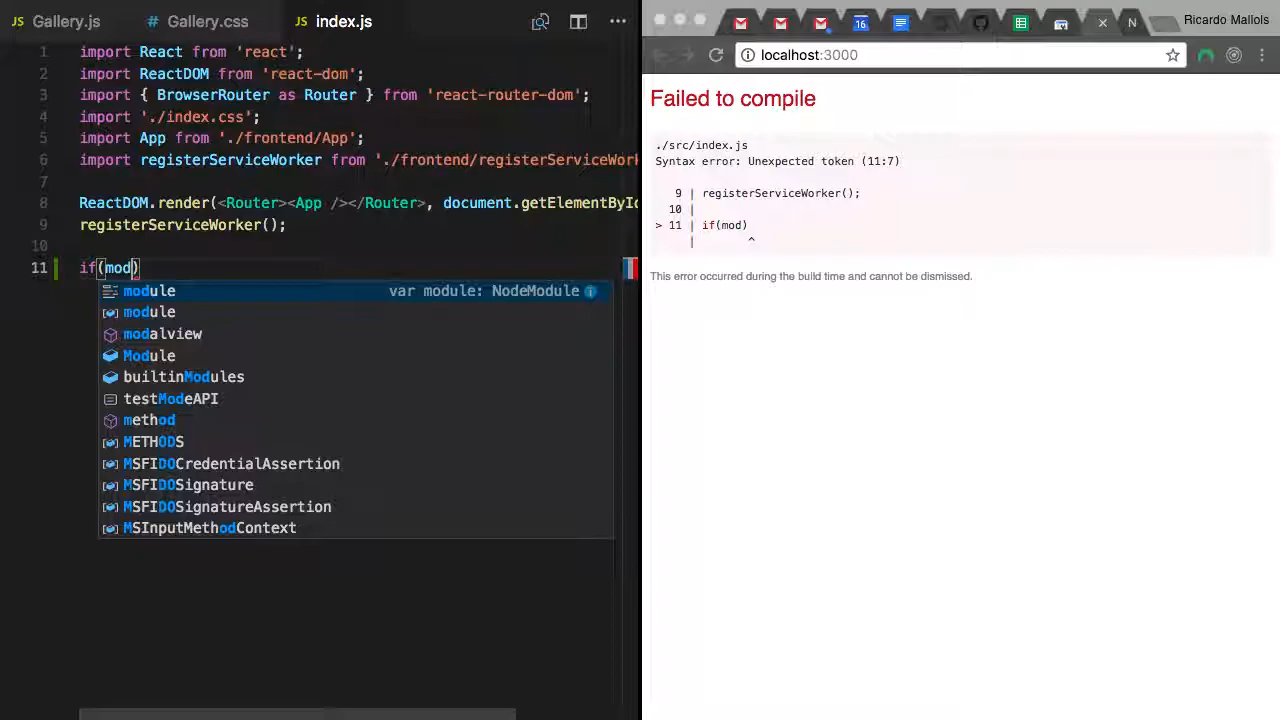 JS Gallery.js
# Gallery.css
JS index.js
1 import React from 'react';
2 import ReactDOM from 'react-dom';
3 import { BrowserRouter as Router } from 'react-router-dom';
4 import './index.css';
5 import App from './frontend/App';
6 import registerServiceWorker from './frontend/registerServiceWork
7
8 ReactDOM.render(<Router><App /></Router>, document.getElementById
9 registerServiceWorker();
10
11 if(mod)
module var module: NodeModule
module
modalview
Module
builtinModules
testModeAPI
method
METHODS
MSFIDOCredentialAssertion
MSFIDOSignature
MSFIDOSignatureAssertion
MSInputMethodContext
16
N
Ricardo Mallols
localhost:3000
Failed to compile
./src/index.js
Syntax error: Unexpected token (11:7)
9 | registerServiceWorker();
10 |
> 11 | if(mod)
| ^
This error occurred during the build time and cannot be dismissed.